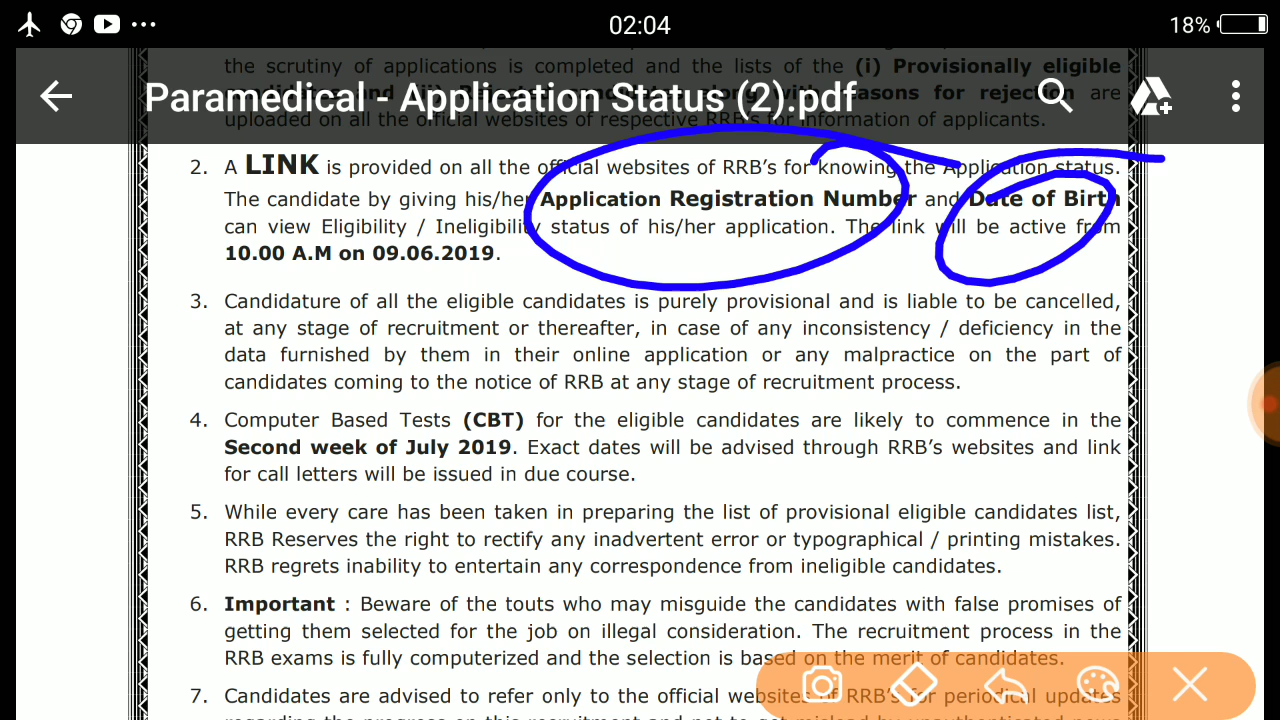 02:04
18%
the scrutiny of applications is completed and the lists of the (i) Provisionally eligible
Paramedical - Application Status (2).pdf
uploaded on all the official websites of respective RRB's for information of applicants.
2. A LINK is provided on all the official websites of RRB's for knowing the Application status.
The candidate by giving his/her Application Registration Number and Date of Birth
can view Eligibility / Ineligibility status of his/her application. The link will be active from
10.00 A.M on 09.06.2019.
3. Candidature of all the eligible candidates is purely provisional and is liable to be cancelled,
at any stage of recruitment or thereafter, in case of any inconsistency / deficiency in the
data furnished by them in their online application or any malpractice on the part of
candidates coming to the notice of RRB at any stage of recruitment process.
4. Computer Based Tests (CBT) for the eligible candidates are likely to commence in the
Second week of July 2019. Exact dates will be advised through RRB's websites and link
for call letters will be issued in due course.
5. While every care has been taken in preparing the list of provisional eligible candidates list,
RRB Reserves the right to rectify any inadvertent error or typographical / printing mistakes.
RRB regrets inability to entertain any correspondence from ineligible candidates.
6. Important : Beware of the touts who may misguide the candidates with false promises of
getting them selected for the job on illegal consideration. The recruitment process in the
RRB exams is fully computerized and the selection is based on the merit of candidates.
7. Candidates are advised to refer only to the official websites of RRB's for periodical updates